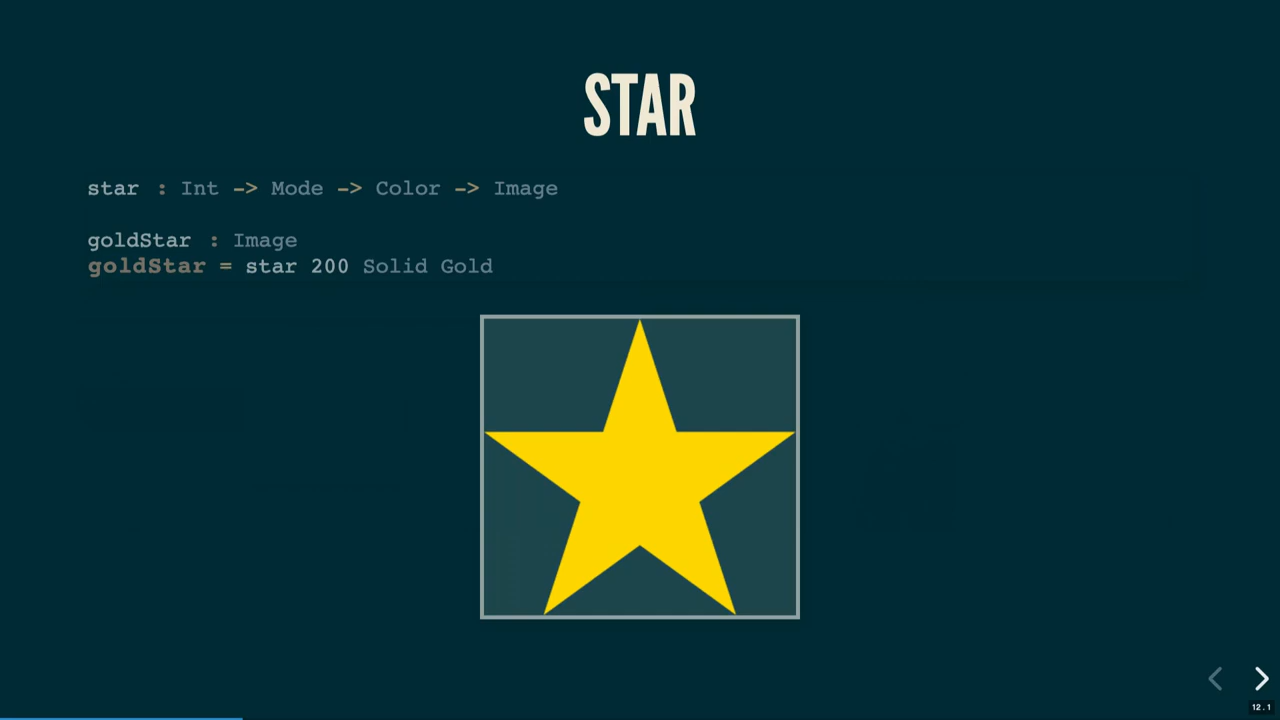 STAR
star : Int -> Mode -> Color -> Image
goldStar : Image
goldStar = star 200 Solid Gold
12.1